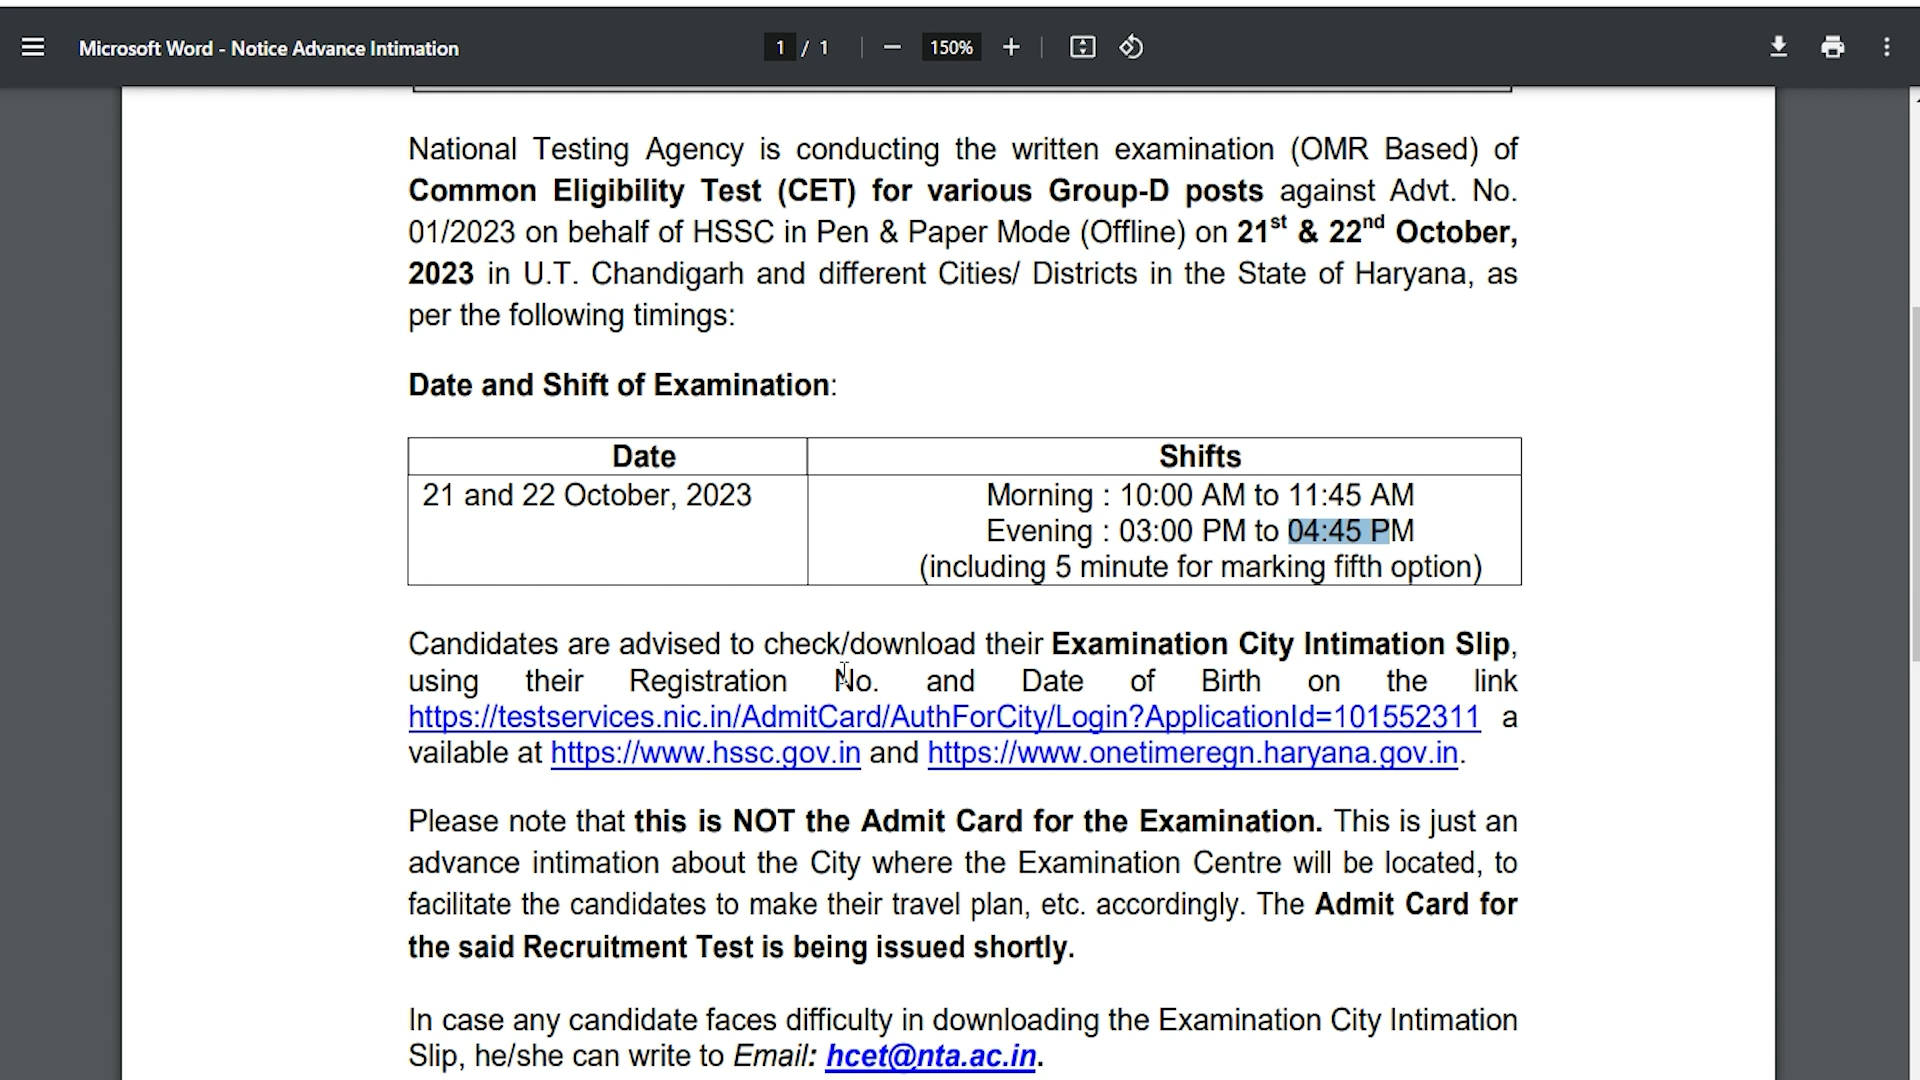 Microsoft Word - Notice Advance Intimation
1 / 1
150%
National Testing Agency is conducting the written examination (OMR Based) of
Common Eligibility Test (CET) for various Group-D posts against Advt. No.
01/2023 on behalf of HSSC in Pen & Paper Mode (Offline) on 21st & 22nd October,
2023 in U.T. Chandigarh and different Cities/ Districts in the State of Haryana, as
per the following timings:
Date and Shift of Examination:
Date
Shifts
21 and 22 October, 2023
Morning : 10:00 AM to 11:45 AM
Evening : 03:00 PM to 04:45 PM
(including 5 minute for marking fifth option)
Candidates are advised to check/download their Examination City Intimation Slip,
using their Registration No. and Date of Birth on the link
https://testservices.nic.in/AdmitCard/AuthForCity/Login?ApplicationId=101552311 a
vailable at https://www.hssc.gov.in and https://www.onetimeregn.haryana.gov.in.
Please note that this is NOT the Admit Card for the Examination. This is just an
advance intimation about the City where the Examination Centre will be located, to
facilitate the candidates to make their travel plan, etc. accordingly. The Admit Card for
the said Recruitment Test is being issued shortly.
In case any candidate faces difficulty in downloading the Examination City Intimation
Slip, he/she can write to Email: hcet@nta.ac.in.